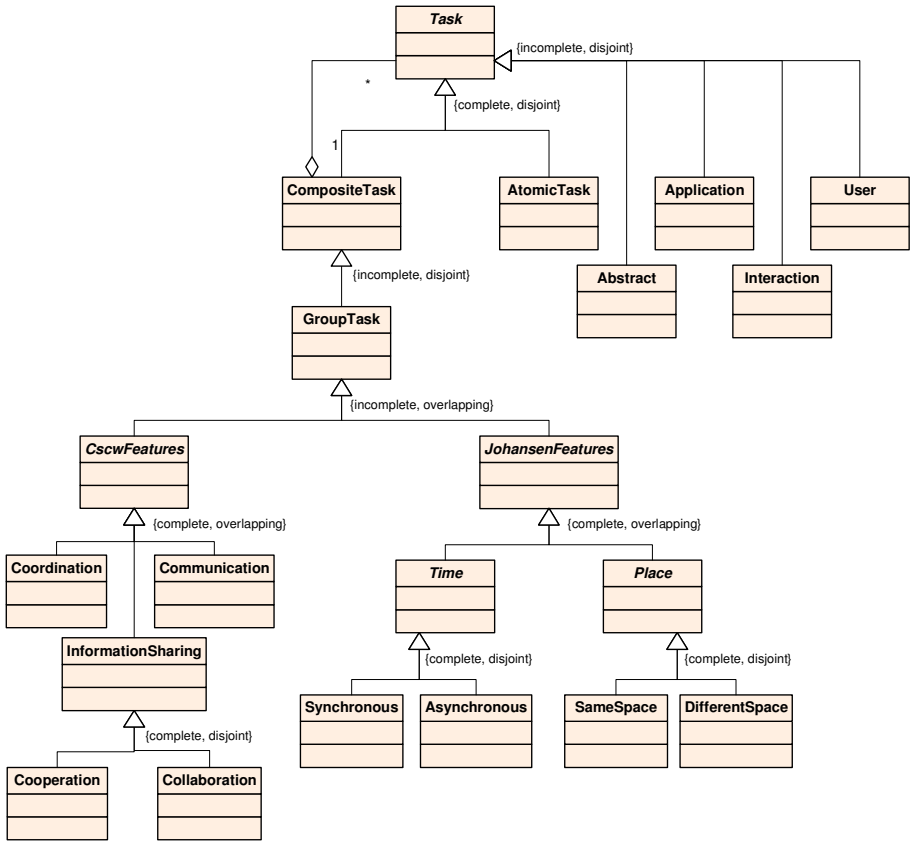 Task
{incomplete, disjoint}
*
{complete, disjoint}
1
CompositeTask
AtomicTask
Application
User
Abstract
Interaction
{incomplete, disjoint}
GroupTask
{incomplete, overlapping}
CscwFeatures
JohansenFeatures
{complete, overlapping}
{complete, overlapping}
Coordination
Communication
Time
Place
InformationSharing
{complete, disjoint}
{complete, disjoint}
Synchronous
Asynchronous
SameSpace
DifferentSpace
{complete, disjoint}
Cooperation
Collaboration